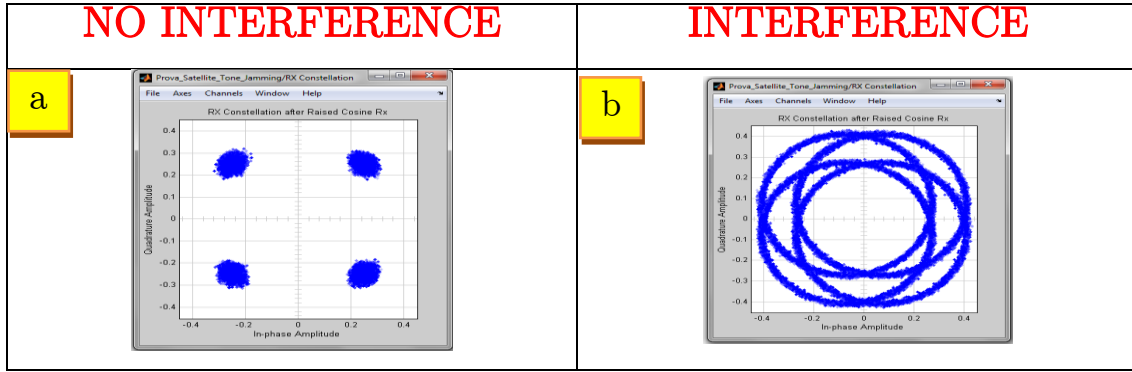 NO INTERFERENCE
INTERFERENCE
a
Prova_Satellite_Tone_Jamming/RX Constellation
File Axes Channels Window Help
RX Constellation after Raised Cosine Rx
Quadrature Amplitude
0.4
0.3
0.2
0.1
0
-0.1
-0.2
-0.3
-0.4
-0.4 -0.2 0 0.2 0.4
In-phase Amplitude
b
Prova_Satellite_Tone_Jamming/RX Constellation
File Axes Channels Window Help
RX Constellation after Raised Cosine Rx
Quadrature Amplitude
0.4
0.3
0.2
0.1
0
-0.1
-0.2
-0.3
-0.4
-0.4 -0.2 0 0.2 0.4
In-phase Amplitude